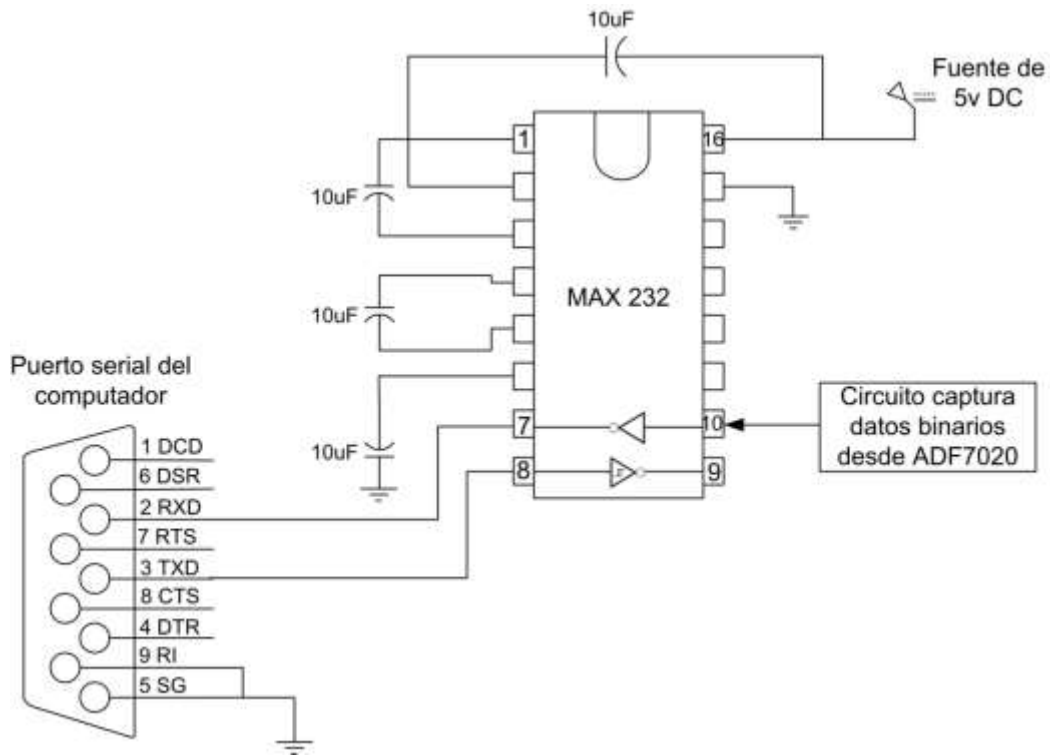 10uF
Fuente de
5v DC
1
16
10uF
MAX 232
10uF
Puerto serial del
computador
10uF
7
10
8
9
Circuito captura
datos binarios
desde ADF7020
1 DCD
6 DSR
2 RXD
7 RTS
3 TXD
8 CTS
4 DTR
9 RI
5 SG